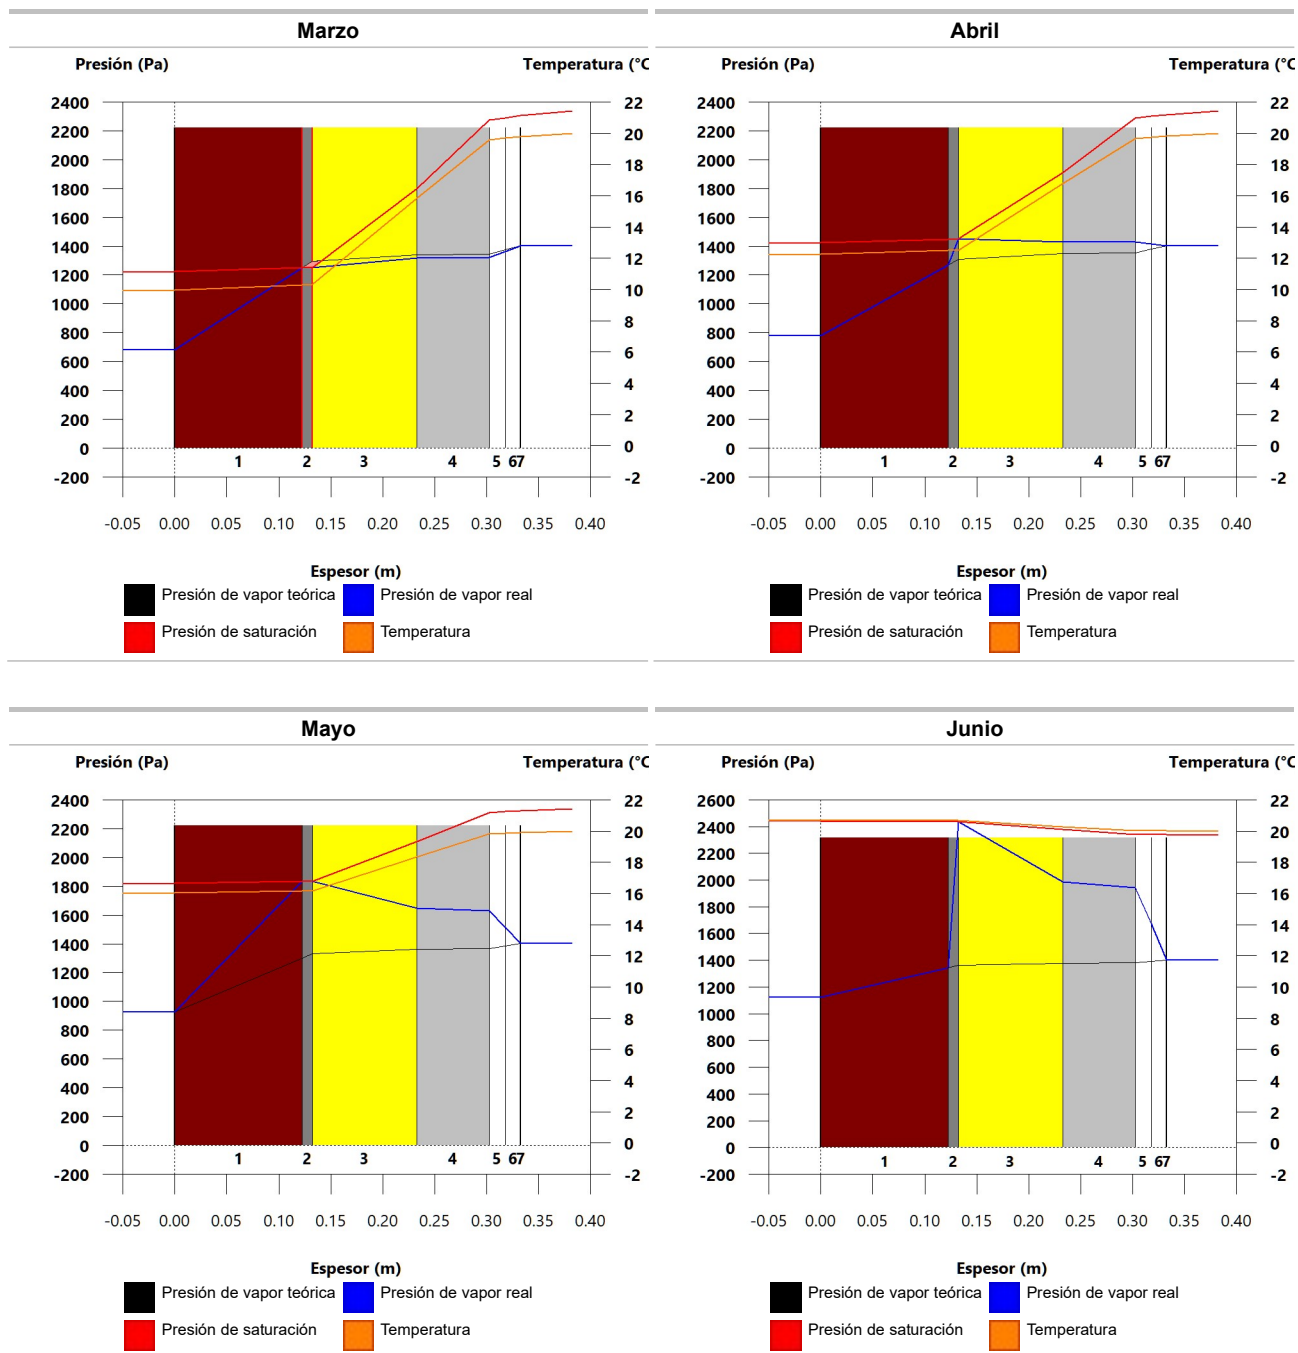 Marzo
Presión (Pa) Temperatura (°C
2400 22
2200 20
2000 18
1800 16
1600 14
1400 12
1200 10
1000 8
800 6
600 4
400 2
200 0
0 -2
-200
1 2 3 4 5 67
-0.05 0.00 0.05 0.10 0.15 0.20 0.25 0.30 0.35 0.40
Espesor (m)
Presión de vapor teórica Presión de vapor real
Presión de saturación Temperatura
Abril
Presión (Pa) Temperatura (°C
2400 22
2200 20
2000 18
1800 16
1600 14
1400 12
1200 10
1000 8
800 6
600 4
400 2
200 0
0 -2
-200
1 2 3 4 5 67
-0.05 0.00 0.05 0.10 0.15 0.20 0.25 0.30 0.35 0.40
Espesor (m)
Presión de vapor teórica Presión de vapor real
Presión de saturación Temperatura
Mayo
Presión (Pa) Temperatura (°C
2400 22
2200 20
2000 18
1800 16
1600 14
1400 12
1200 10
1000 8
800 6
600 4
400 2
200 0
0 -2
-200
1 2 3 4 5 67
-0.05 0.00 0.05 0.10 0.15 0.20 0.25 0.30 0.35 0.40
Espesor (m)
Presión de vapor teórica Presión de vapor real
Presión de saturación Temperatura
Junio
Presión (Pa) Temperatura (°C
2600 22
2400 20
2200 18
2000 16
1800 14
1600 12
1400 10
1200 8
1000 6
800 4
600 2
400 0
200 -2
0
-200
1 2 3 4 5 67
-0.05 0.00 0.05 0.10 0.15 0.20 0.25 0.30 0.35 0.40
Espesor (m)
Presión de vapor teórica Presión de vapor real
Presión de saturación Temperatura